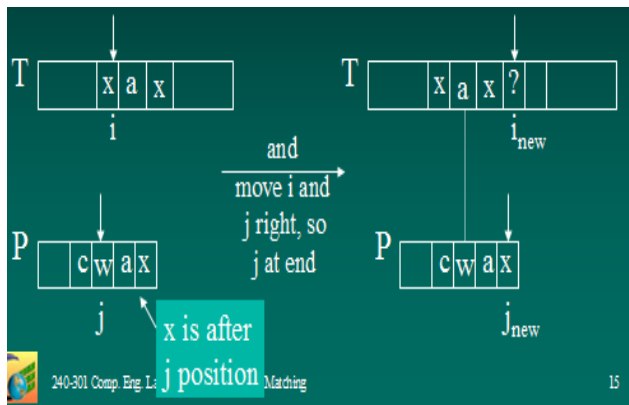 T x a x
i
P c w a x
j
x is after
j position
and
move i and
j right, so
j at end
T x a x ?
i new
P c w a x
j new
240-301 Comp. Eng. La Matching
15